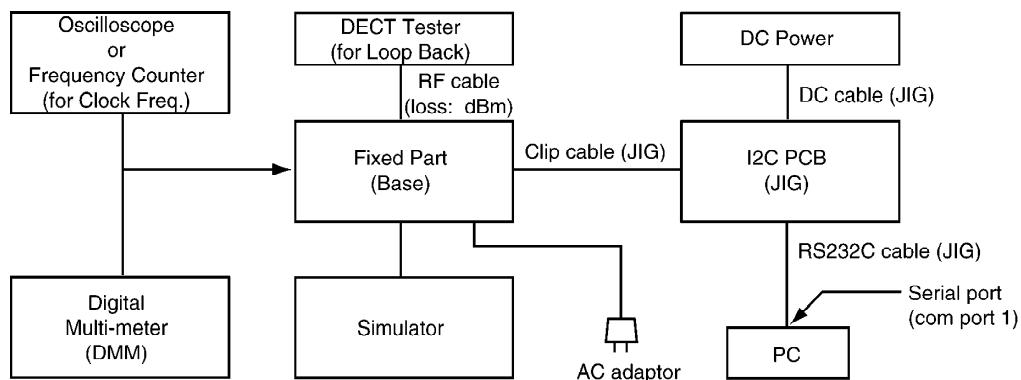 Oscilloscope
or
Frequency Counter
(for Clock Freq.)
DECT Tester
(for Loop Back)
DC Power
RF cable
(loss: dBm)
DC cable (JIG)
Fixed Part
(Base)
Clip cable (JIG)
I2C PCB
(JIG)
RS232C cable (JIG)
Digital
Multi-meter
(DMM)
Simulator
AC adaptor
Serial port
(com port 1)
PC